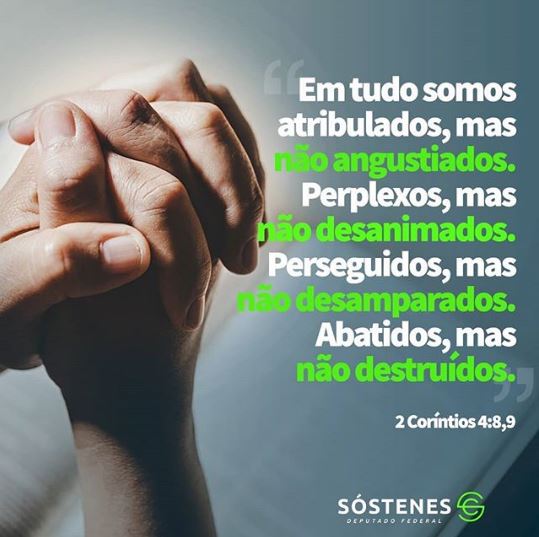 “
Em tudo somos
atribulados, mas
não angustiados.
Perplexos, mas
não desanimados.
Perseguidos, mas
não desamparados.
Abatidos, mas
não destruídos.
”
2 Coríntios 4:8,9
SÓSTENES
DEPUTADO FEDERAL